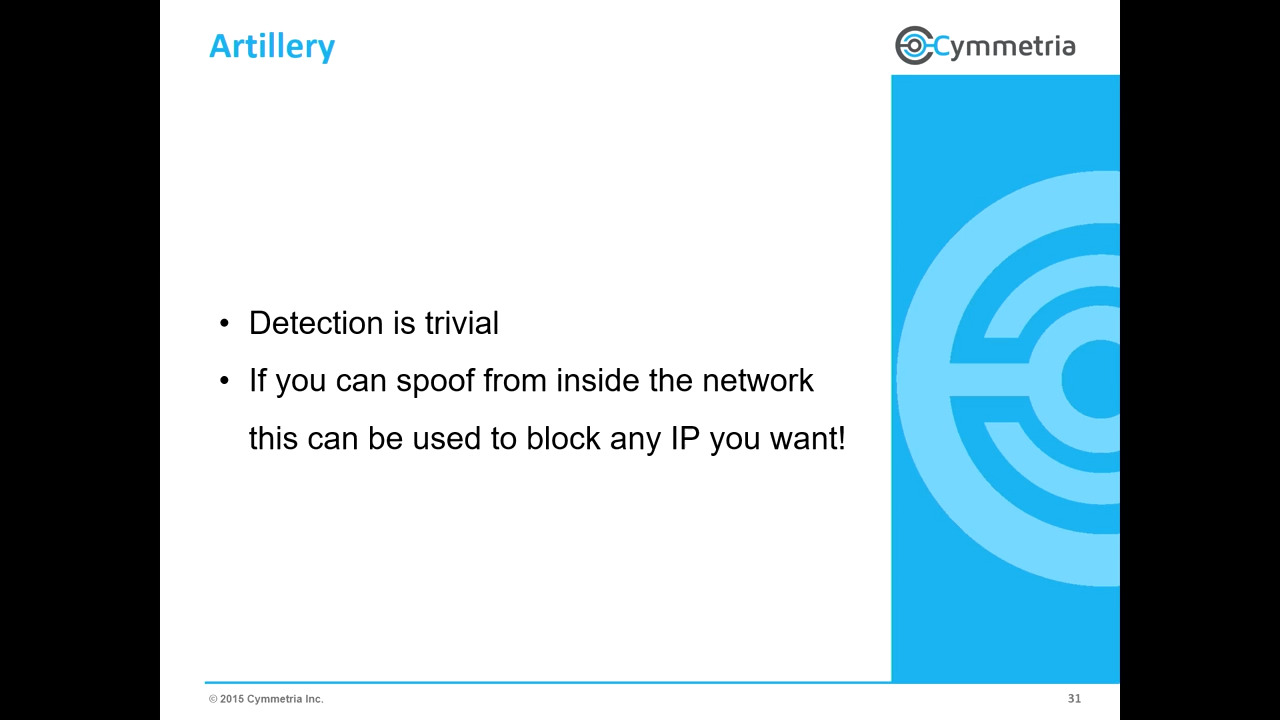 Artillery
Cymmetria
• Detection is trivial
• If you can spoof from inside the network
this can be used to block any IP you want!
© 2015 Cymmetria Inc.
31